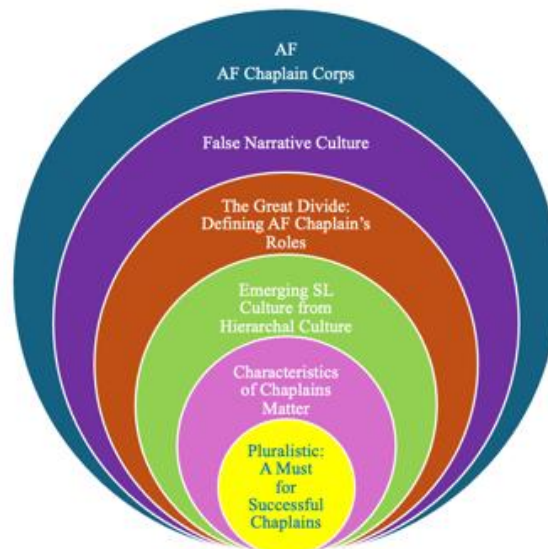 AF
AF Chaplain Corps
False Narrative Culture
The Great Divide:
Defining AF Chaplain's
Roles
Emerging SL
Culture from
Hierarchal Culture
Characteristics
of Chaplains
Matter
Pluralistic:
A Must
for
Successful
Chaplains